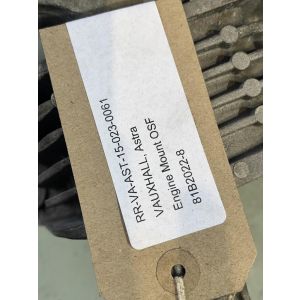 RR-VA-AST-15-023-0061
VAUXHALL, Astra
Engine Mount OSF
81B2022-8